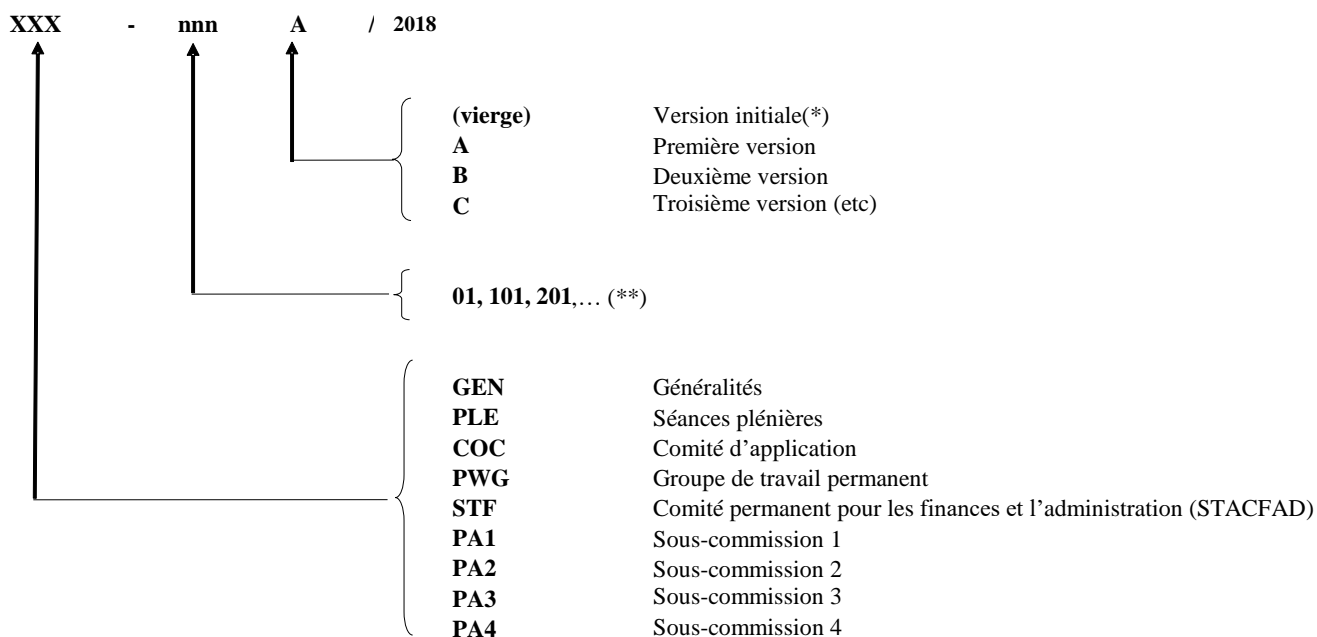 XXX - nnn A / 2018
(vierge) Version initiale(*)
A Première version
B Deuxième version
C Troisième version (etc)
01, 101, 201,… (**)
GEN Généralités
PLE Séances plénières
COC Comité d’application
PWG Groupe de travail permanent
STF Comité permanent pour les finances et l’administration (STACFAD)
PA1 Sous-commission 1
PA2 Sous-commission 2
PA3 Sous-commission 3
PA4 Sous-commission 4